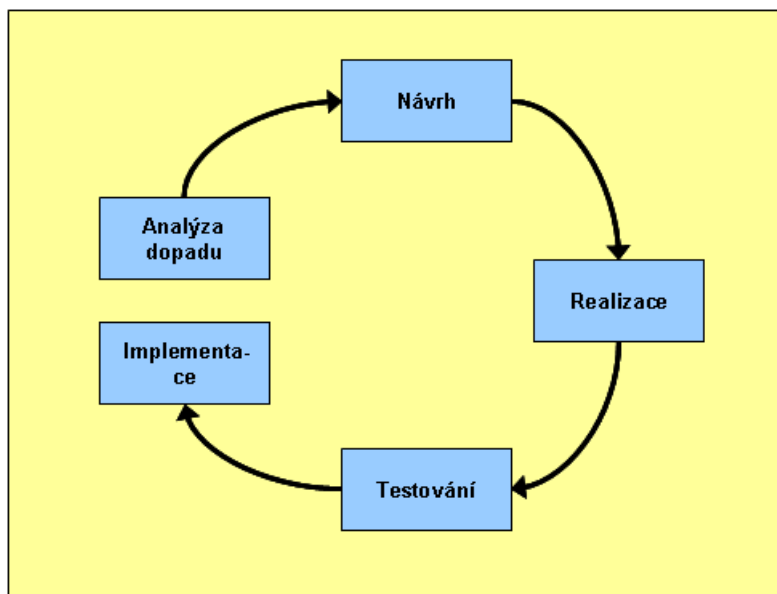 Návrh
Analýza
dopadu
Realizace
Implementa-
ce
Testování